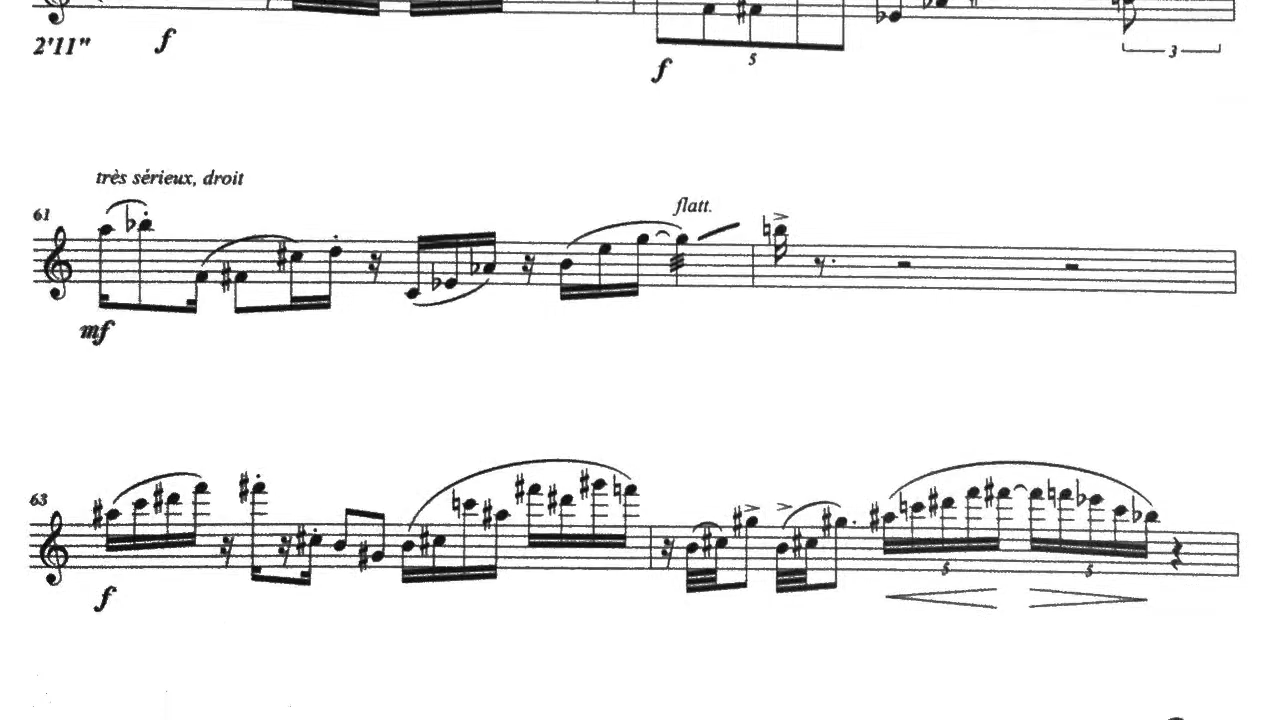 2'11" f
f 5 3
très sérieux, droit
61 flatt.
mf
63
5 5
f